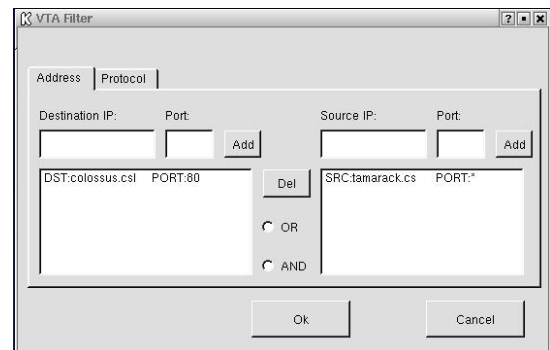 VTA Filter
Address Protocol
Destination IP: Port: Source IP: Port:
Add Add
DST:colossus.csl PORT:80 Del SRC:tamarack.cs PORT:*
OR
AND
Ok Cancel